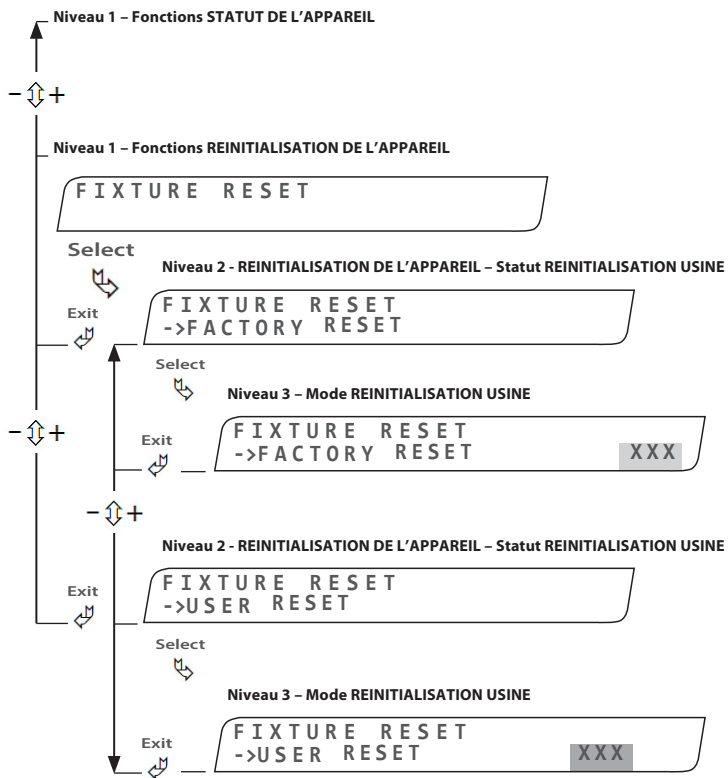 Niveau 1 – Fonctions STATUT DE L'APPAREIL
– +
Niveau 1 – Fonctions REINITIALISATION DE L'APPAREIL
FIXTURE RESET
Select
Niveau 2 - REINITIALISATION DE L'APPAREIL – Statut REINITIALISATION USINE
Exit
FIXTURE RESET
->FACTORY RESET
Select
Niveau 3 – Mode REINITIALISATION USINE
– +
Exit
FIXTURE RESET
->FACTORY RESET XXX
– +
Niveau 2 - REINITIALISATION DE L'APPAREIL – Statut REINITIALISATION USINE
Exit
FIXTURE RESET
->USER RESET
Select
Niveau 3 – Mode REINITIALISATION USINE
Exit
FIXTURE RESET
->USER RESET XXX